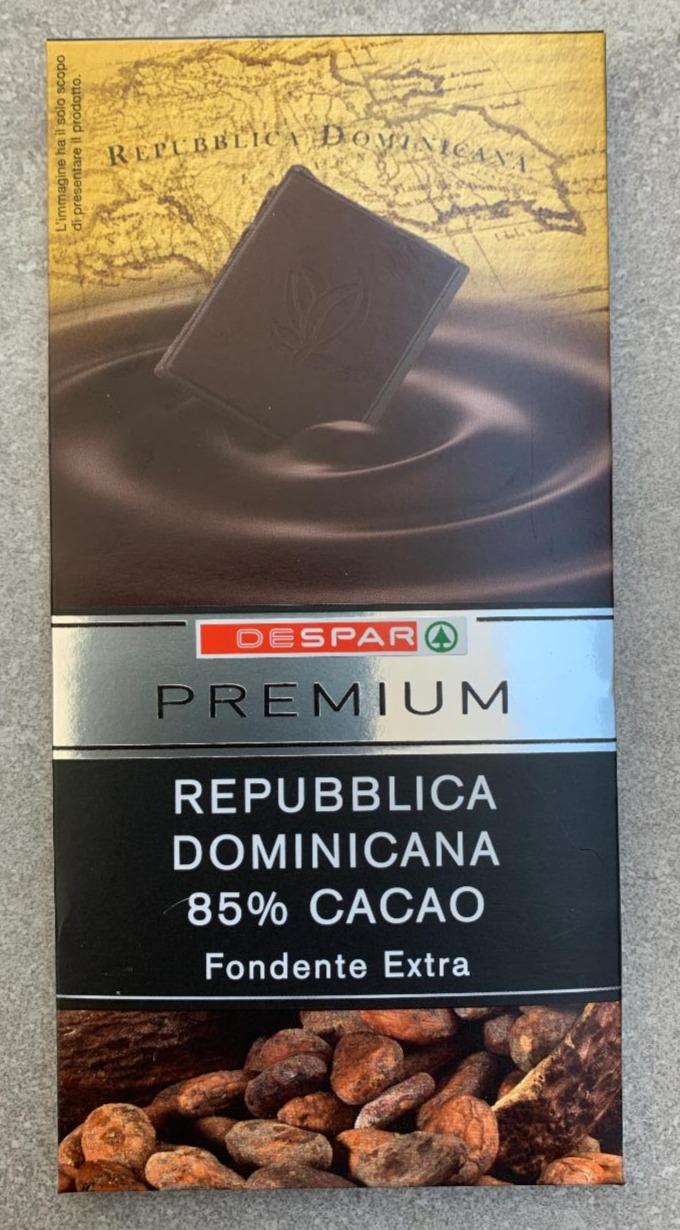 L'immagine ha il solo scopo
di presentare il prodotto.
REPUBBLICA DOMINICANA
DESPAR
PREMIUM
REPUBBLICA
DOMINICANA
85% CACAO
Fondente Extra